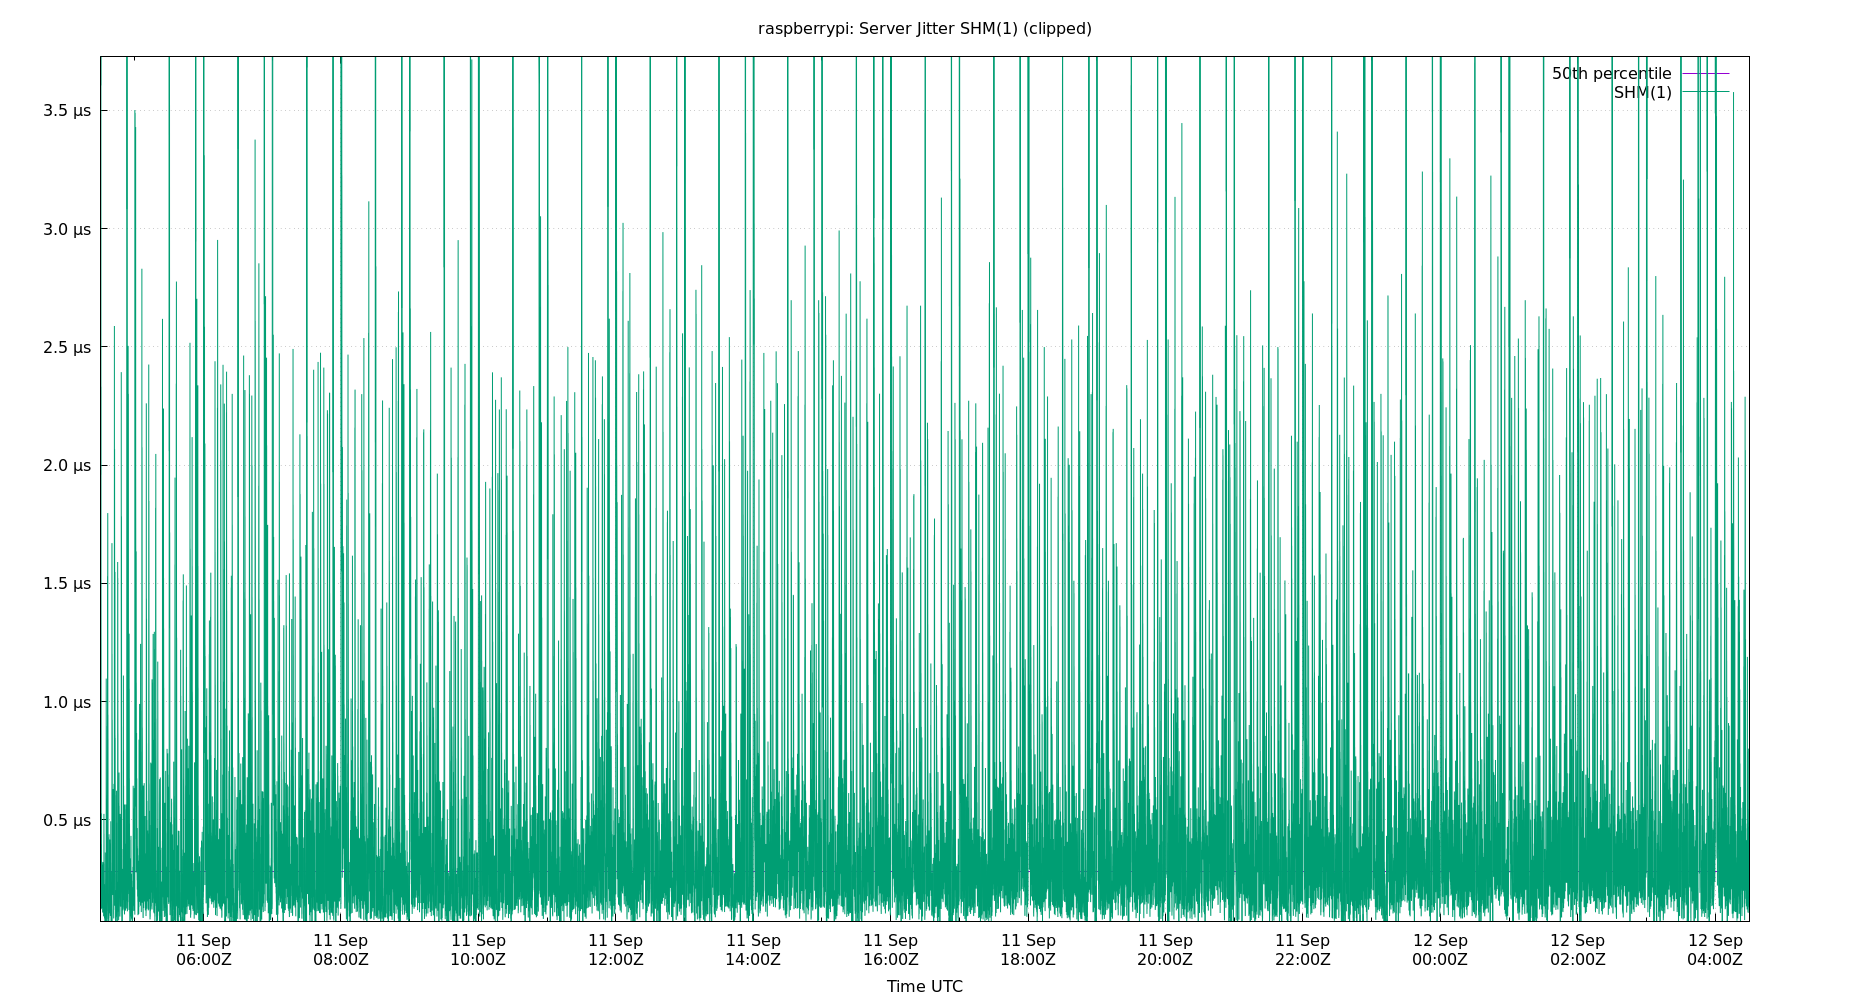 raspberrypi: Server Jitter SHM(1) (clipped)
50th percentile
SHM(1)
3.5 µs
3.0 µs
2.5 µs
2.0 µs
1.5 µs
1.0 µs
0.5 µs
11 Sep 11 Sep 11 Sep 11 Sep 11 Sep 11 Sep 11 Sep 11 Sep 11 Sep 12 Sep 12 Sep 12 Sep
06:00Z 08:00Z 10:00Z 12:00Z 14:00Z 16:00Z 18:00Z 20:00Z 22:00Z 00:00Z 02:00Z 04:00Z
Time UTC